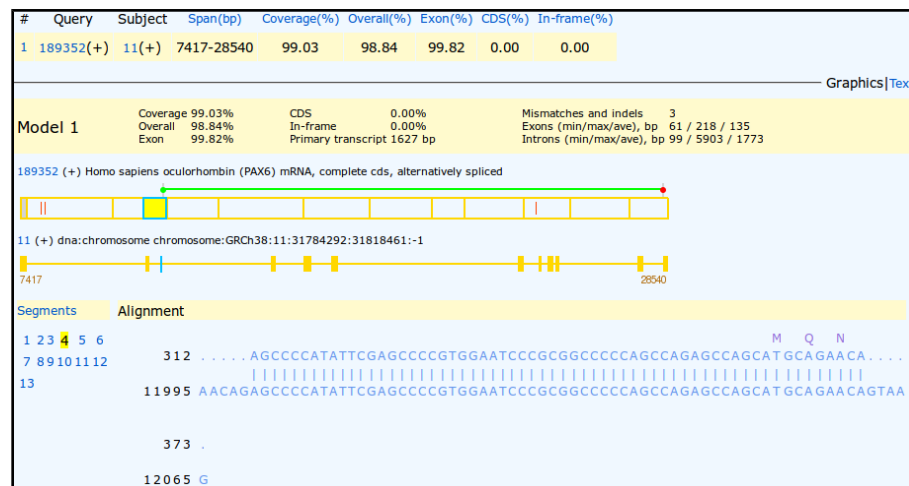 # Query Subject Span(bp) Coverage(%) Overall(%) Exon(%) CDS(%) In-frame(%)
1 189352(+) 11(+) 7417-28540 99.03 98.84 99.82 0.00 0.00
Graphics|Tex
Model 1
Coverage 99.03% CDS 0.00% Mismatches and indels 3
Overall 98.84% In-frame 0.00% Exons (min/max/ave), bp 61 / 218 / 135
Exon 99.82% Primary transcript 1627 bp Introns (min/max/ave), bp 99 / 5903 / 1773
189352 (+) Homo sapiens oculorhombin (PAX6) mRNA, complete cds, alternatively spliced
11 (+) dna:chromosome chromosome:GRCh38:11:31784292:31818461:-1
7417 28540
Segments Alignment
1 2 3 4 5 6
7 8 9 10 11 12
13
M Q N
312 .....AGCCCCATATTCGAGCCCCGTGGAATCCCGCGGCCCCCAGCCAGAGCCAGCATGCAGAACA....
11995 AACAGAGCCCCATATTCGAGCCCCGTGGAATCCCGCGGCCCCCAGCCAGAGCCAGCATGCAGAACAGTAA
373 .
12065 G